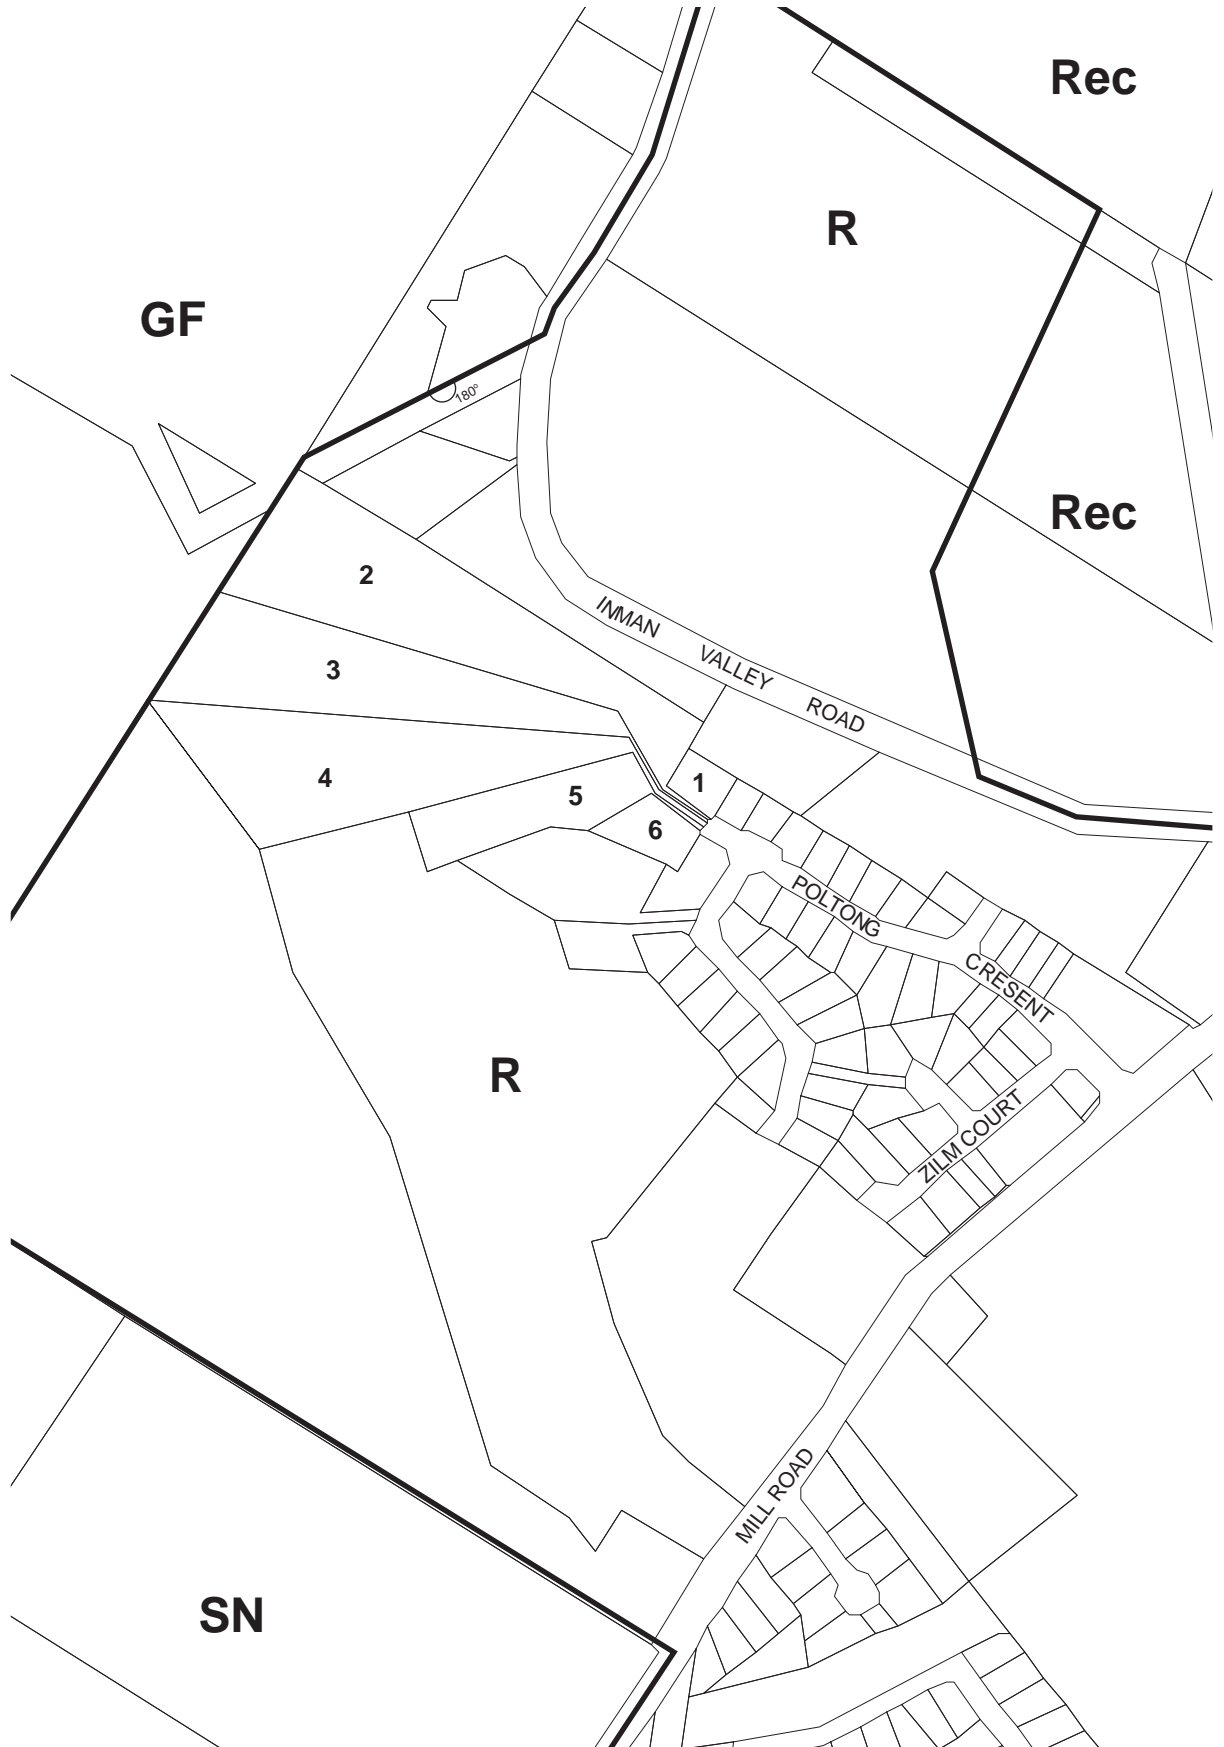 Rec
R
GF
180°
Rec
2
INMAN VALLEY ROAD
3
4
1
5
6
POLTONG CRESENT
R
ZILM COURT
MILL ROAD
SN